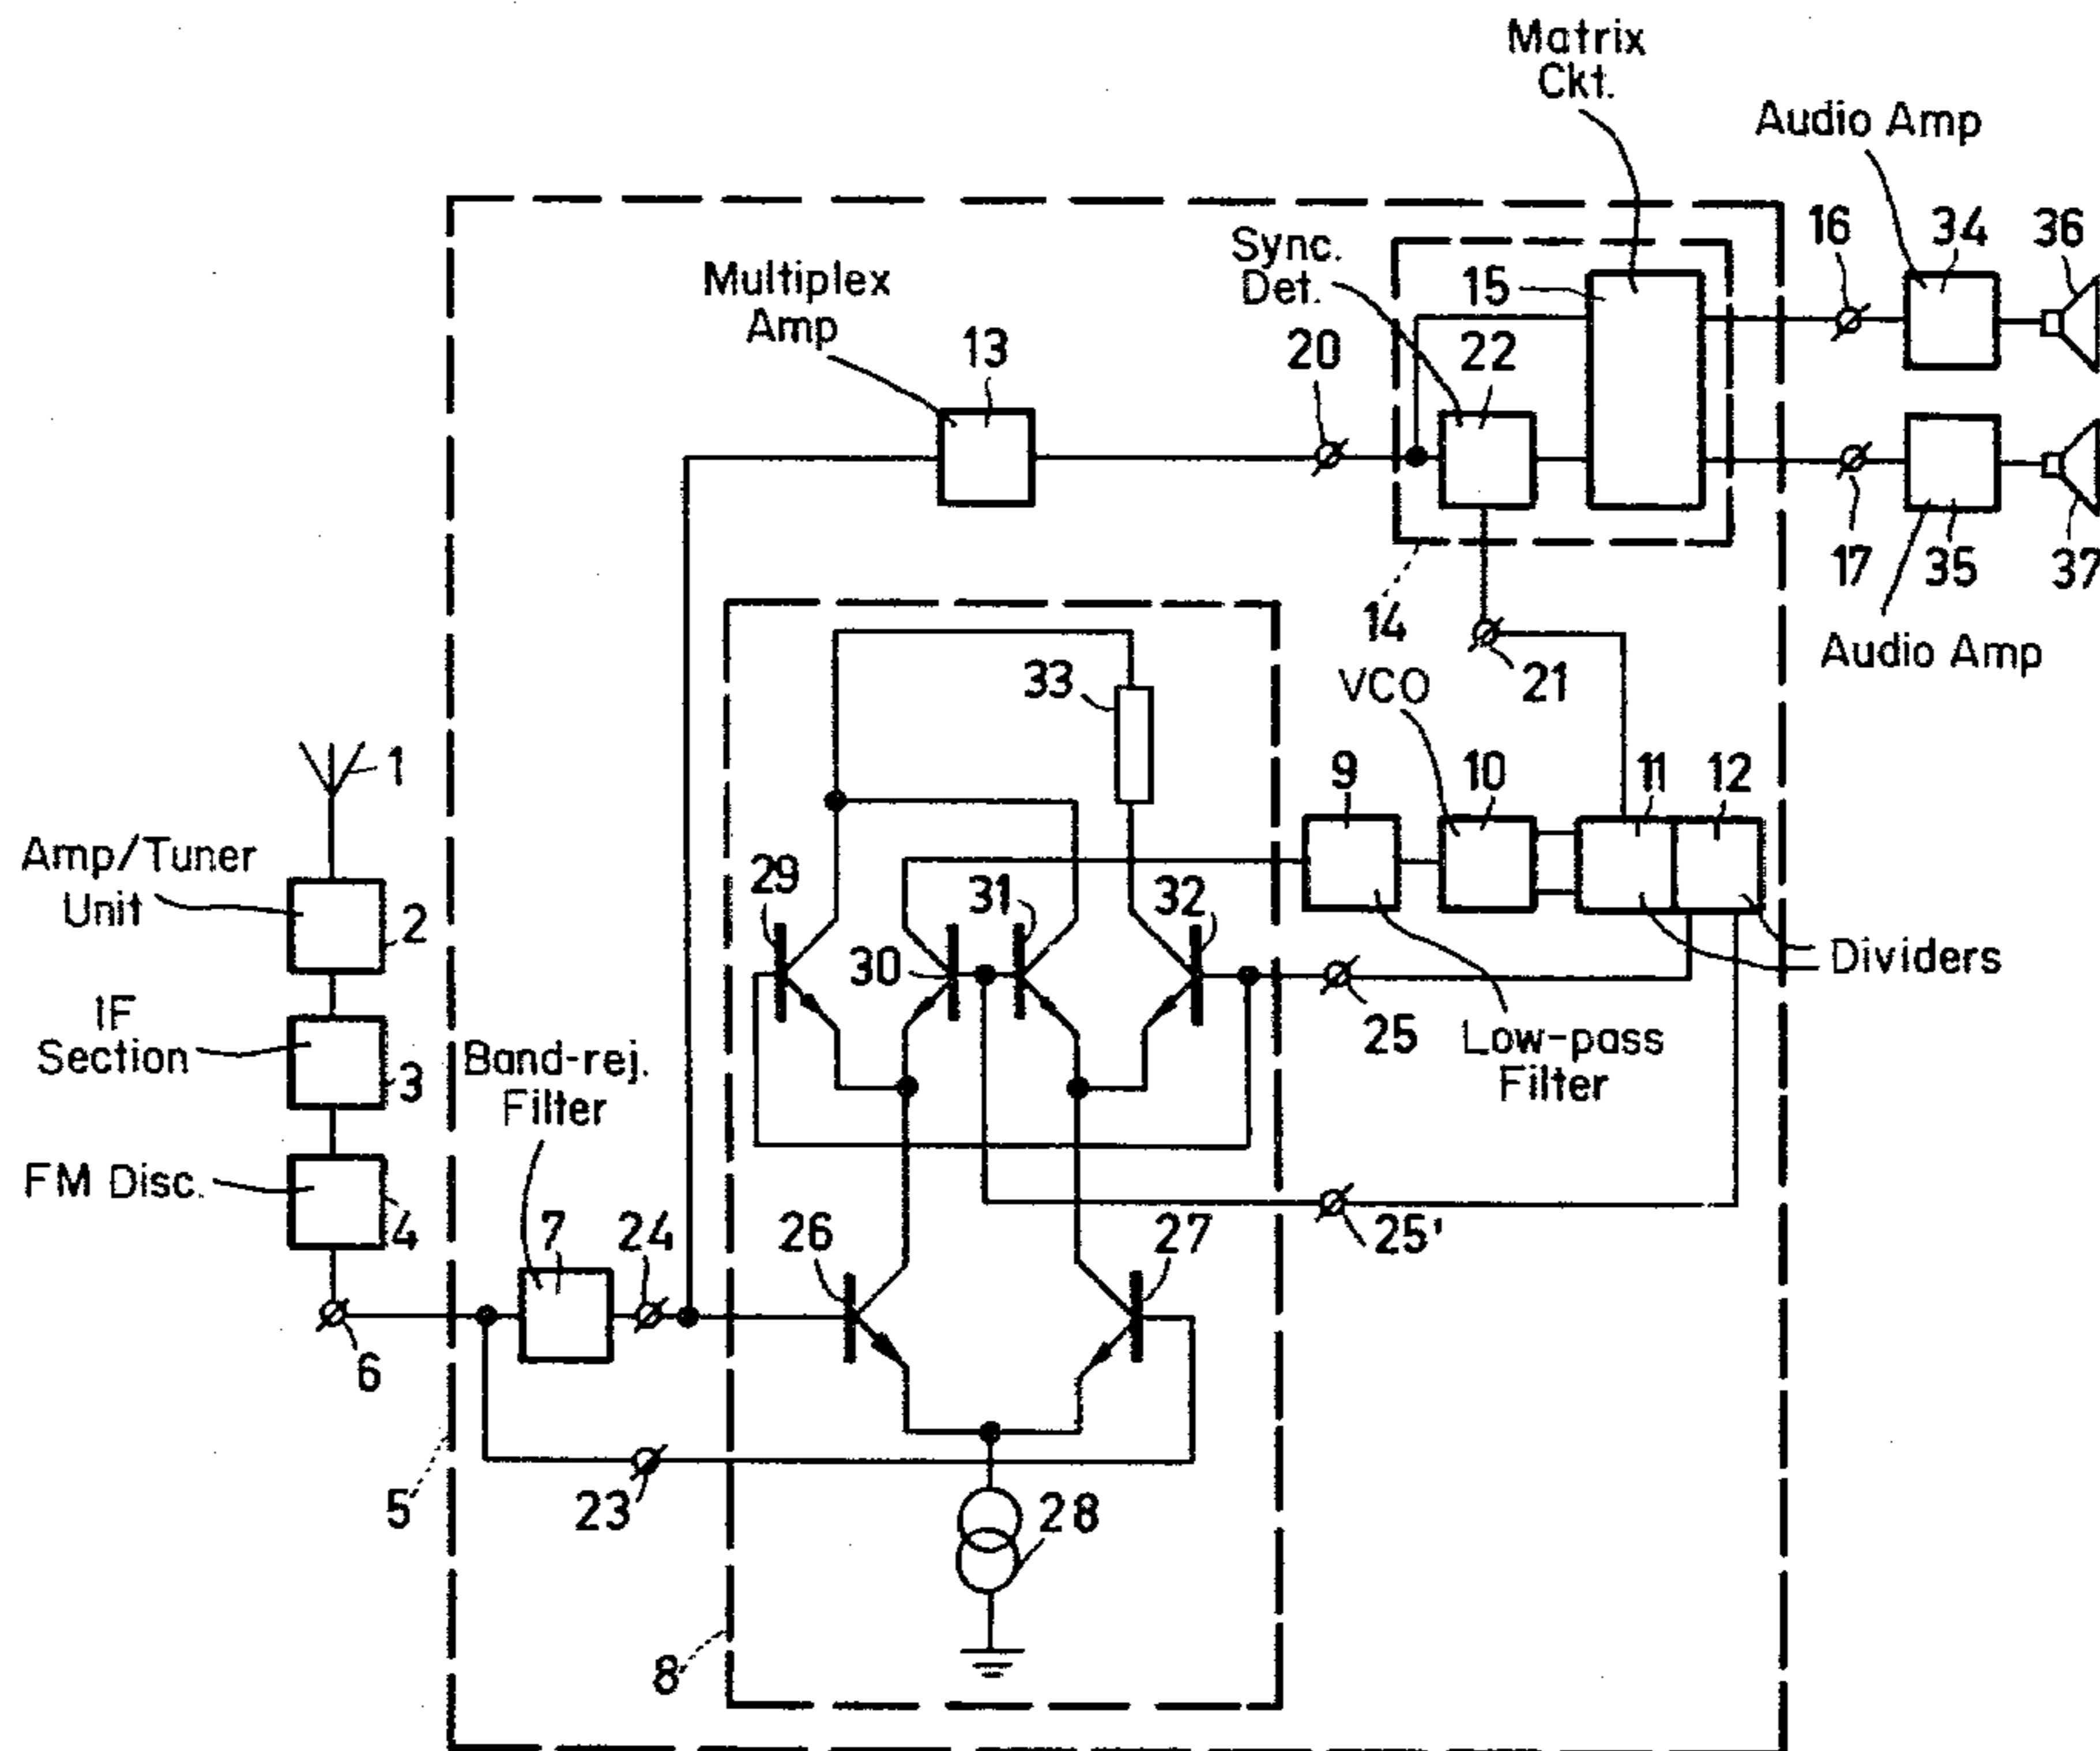 Matrix
Ckt.
Audio Amp
16
34
36
Sync.
Det.
15
Multiplex
Amp
13
20
22
17
35
37
14
Audio Amp
21
33
VCO
1
9
10
11
12
Amp/Tuner
Unit
2
29
31
32
30
Dividers
IF
Section
3
Band-rej.
Filter
25
Low-pass
Filter
FM Disc.
4
7
24
26
27
25'
6
5
23
28
8